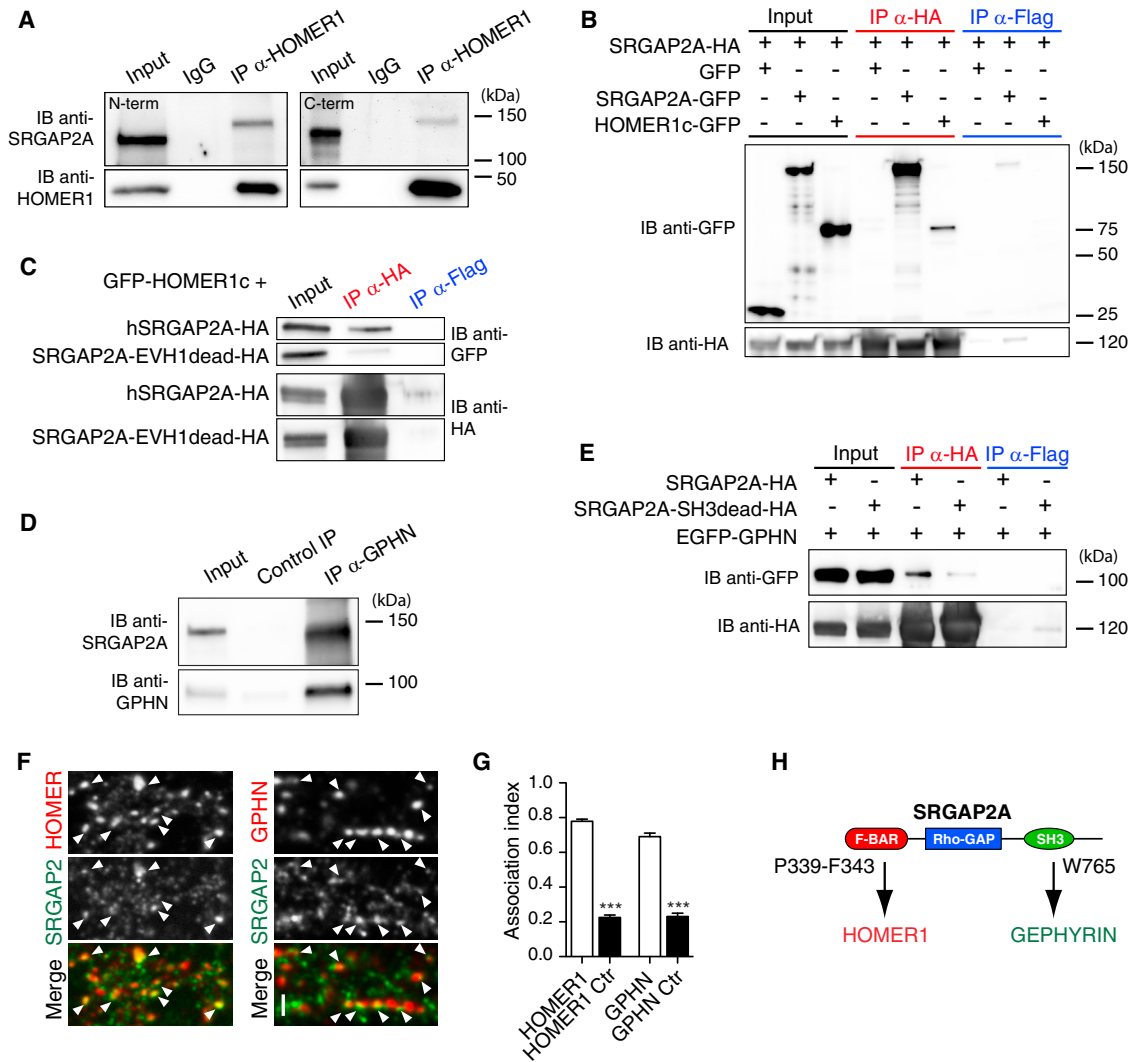 A
Input
IgG
IP α-HOMER1
Input
IgG
IP α-HOMER1
(kDa)
IB anti-
SRGAP2A
N-term
C-term
150
100
IB anti-
HOMER1
50
B
Input
IP α-HA
IP α-Flag
SRGAP2A-HA + + + + + + + + +
GFP + - - + - - + - -
SRGAP2A-GFP - + - - + - - + -
HOMER1c-GFP - - + - - + - - +
(kDa)
IB anti-GFP
150
75
50
25
IB anti-HA
120
C
GFP-HOMER1c +
Input
IP α-HA
IP α-Flag
hSRGAP2A-HA
SRGAP2A-EVH1dead-HA
IB anti-
GFP
hSRGAP2A-HA
SRGAP2A-EVH1dead-HA
IB anti-
HA
D
Input
Control IP
IP α-GPHN
(kDa)
IB anti-
SRGAP2A
150
IB anti-
GPHN
100
E
Input
IP α-HA
IP α-Flag
SRGAP2A-HA + - + - + -
SRGAP2A-SH3dead-HA - + - + - +
EGFP-GPHN + + + + + +
(kDa)
IB anti-GFP
100
IB anti-HA
120
F
HOMER
SRGAP2
Merge
GPHN
SRGAP2
Merge
G
Association index
1.0
0.8
0.6
0.4
0.2
0.0
***
***
HOMER1
HOMER1 Ctr
GPHN
GPHN Ctr
H
SRGAP2A
F-BAR
Rho-GAP
SH3
P339-F343
W765
HOMER1
GEPHYRIN